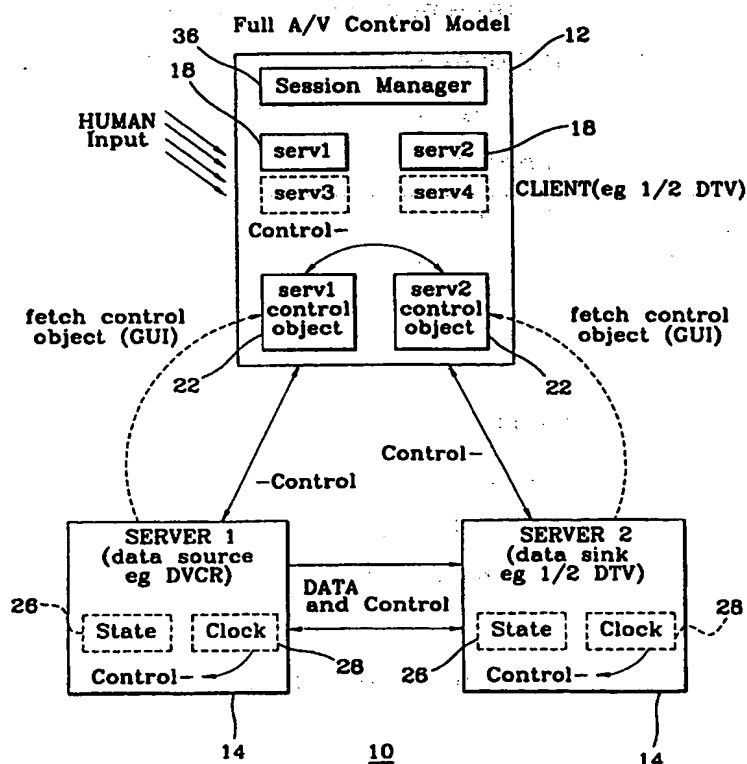 Full A/V Control Model
36
12
Session Manager
18
18
HUMAN
Input
serv1
serv2
serv3
serv4
CLIENT(eg 1/2 DTV)
Control-
serv1
control
object
serv2
control
object
fetch control
object (GUI)
fetch control
object (GUI)
22
22
Control-
-Control
SERVER 1
(data source
eg DVCR)
SERVER 2
(data sink
eg 1/2 DTV)
DATA
and Control
26
State
Clock
28
26
State
Clock
28
Control-
Control-
14
10
14